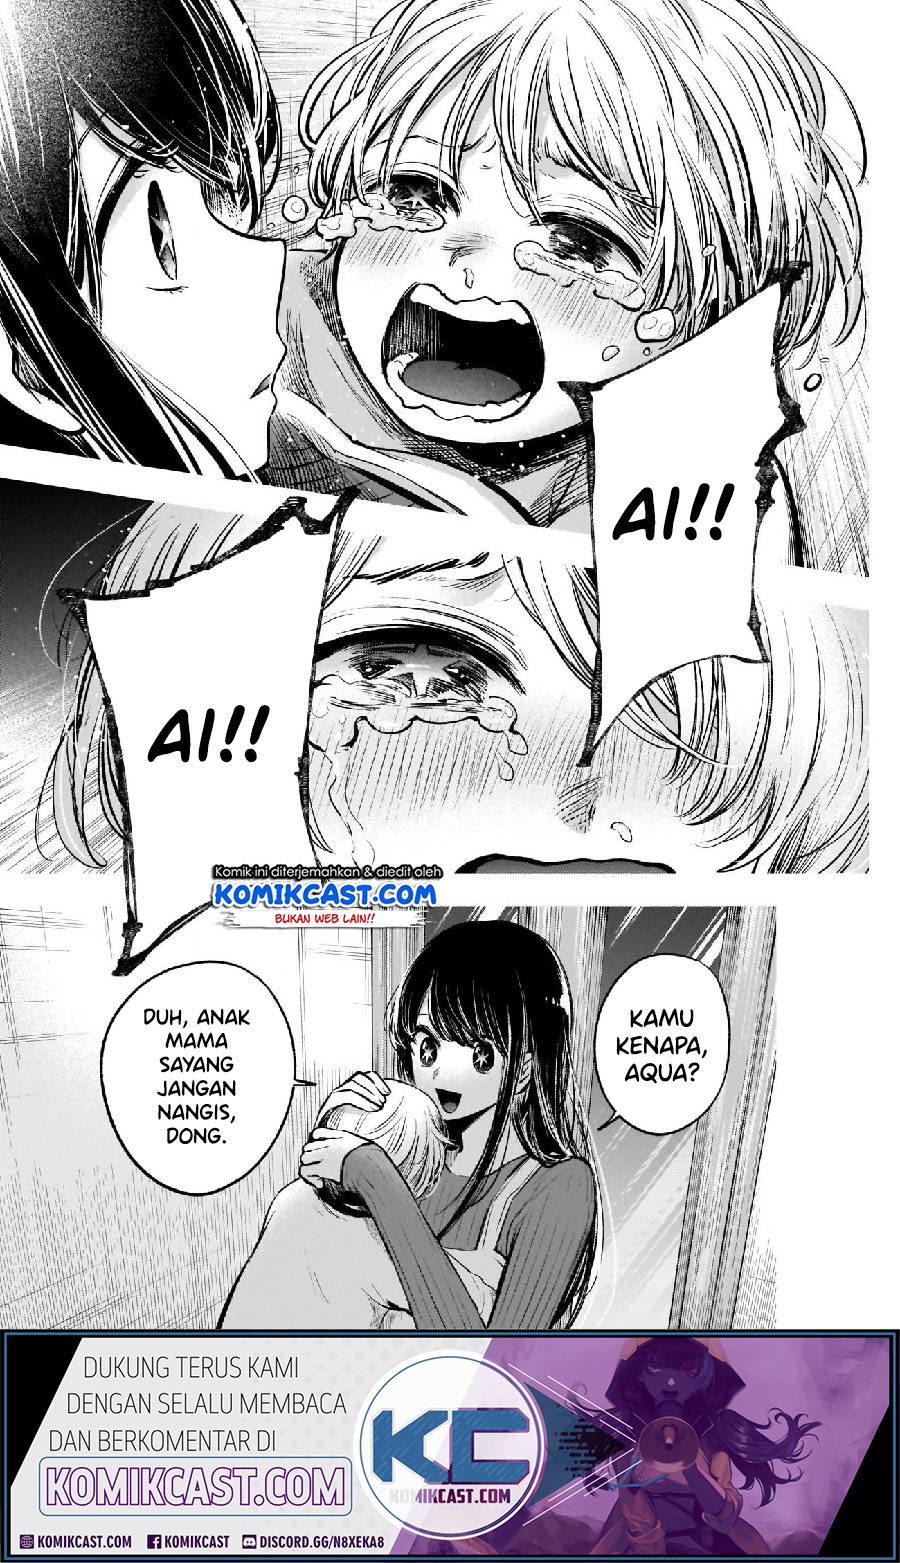 AI!!
AI!!
Komik ini diterjemahkan & diedit oleh
KOMIKCAST.COM
BUKAN WEB LAIN!!
KAMU
KENAPA,
AQUA?
DUH, ANAK
MAMA
SAYANG
JANGAN
NANGIS,
DONG.
DUKUNG TERUS KAMI
DENGAN SELALU MEMBACA
DAN BERKOMENTAR DI
KOMIKCAST.COM
KOMIKCAST.COM KOMIKCAST DISCORD.GG/N8XEKA8
KC
KOMIKCAST.COM